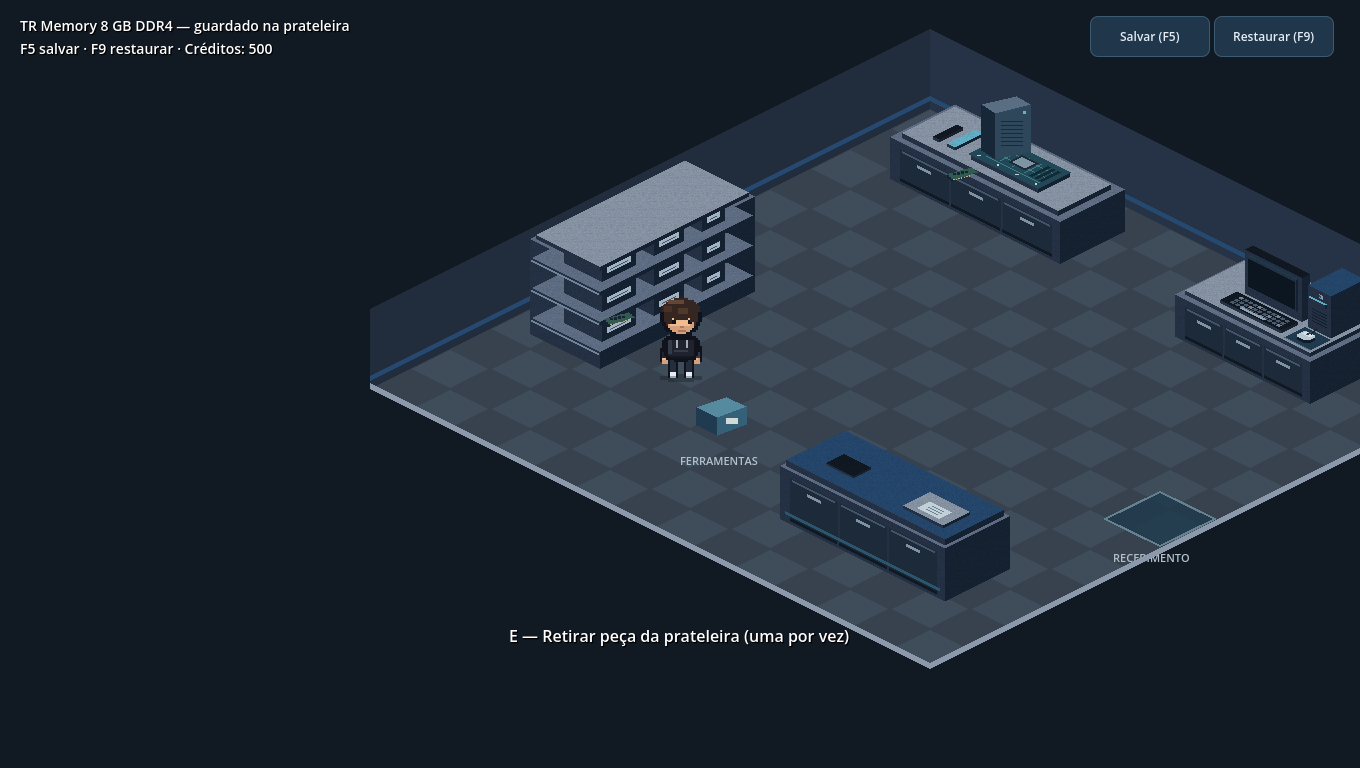 TR Memory 8 GB DDR4 — guardado na prateleira
F5 salvar · F9 restaurar · Créditos: 500
Salvar (F5)
Restaurar (F9)
FERRAMENTAS
RECEBIMENTO
E — Retirar peça da prateleira (uma por vez)